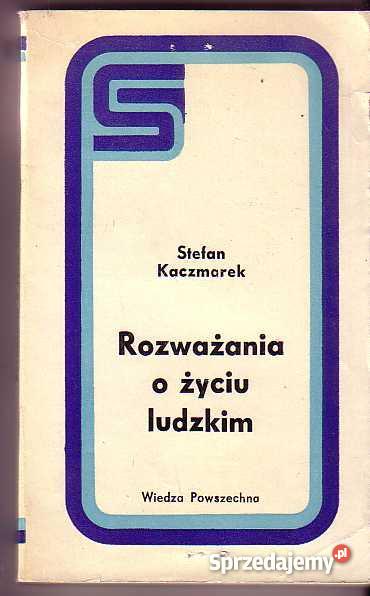 S
Stefan
Kaczmarek
Rozważania
o życiu
ludzkim
Wiedza Powszechna
Sprzedajemy.pl